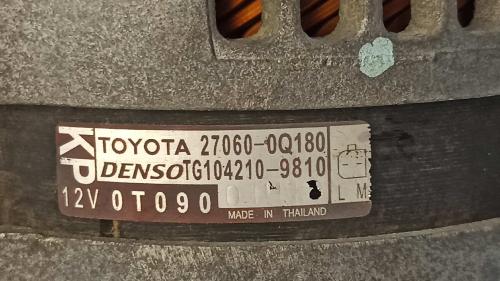 KP
TOYOTA 27060-0Q180
DENSO TG104210-9810
12V 0T090
L M
MADE IN THAILAND